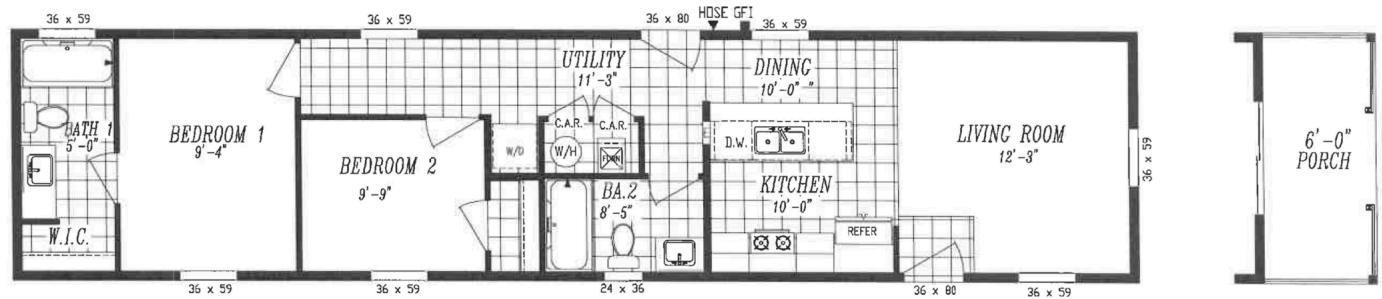 36 x 59
36 x 59
36 x 80
HOSE GFI
36 x 59
UTILITY
11'-3"
DINING
10'-0" "
BATH 1
5'-0"
BEDROOM 1
9'-4"
BEDROOM 2
9'-9"
W/D
C.A.R.
C.A.R.
W/H
FURN
D.W.
LIVING ROOM
12'-3"
36 x 59
6'-0"
PORCH
BA.2
8'-5"
KITCHEN
10'-0"
REFER
W.I.C.
36 x 59
36 x 59
24 x 36
36 x 80
36 x 59